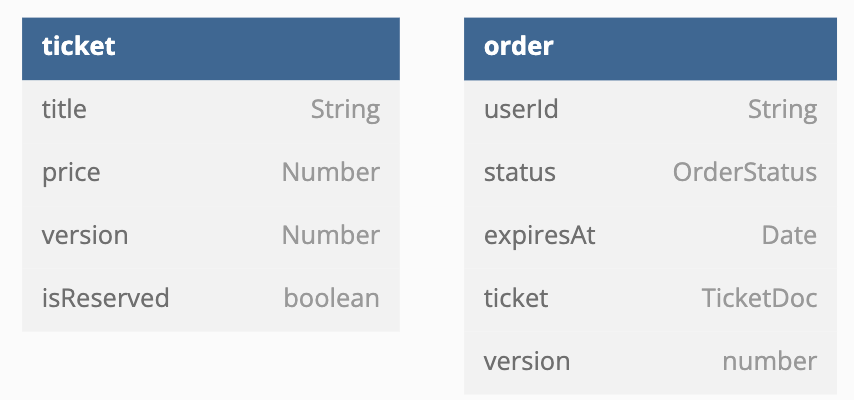 ticket
title String
price Number
version Number
isReserved boolean
order
userId String
status OrderStatus
expiresAt Date
ticket TicketDoc
version number